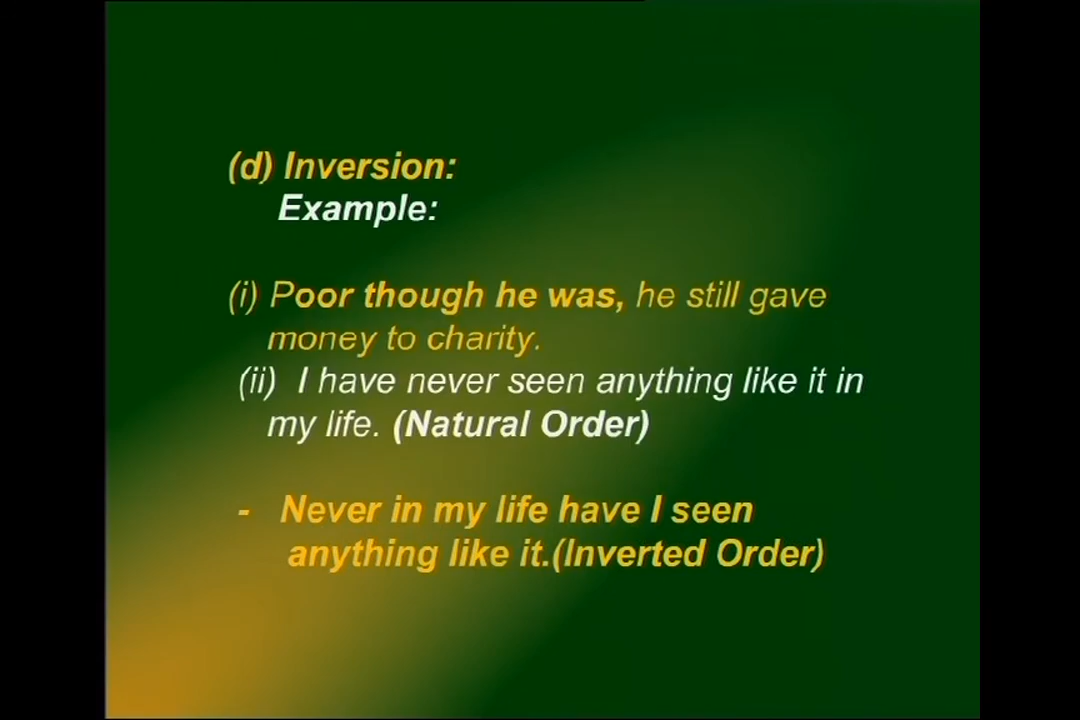 (d) Inversion:
Example:
(i) Poor though he was, he still gave
money to charity.
(ii) I have never seen anything like it in
my life. (Natural Order)
- Never in my life have I seen
anything like it.(Inverted Order)